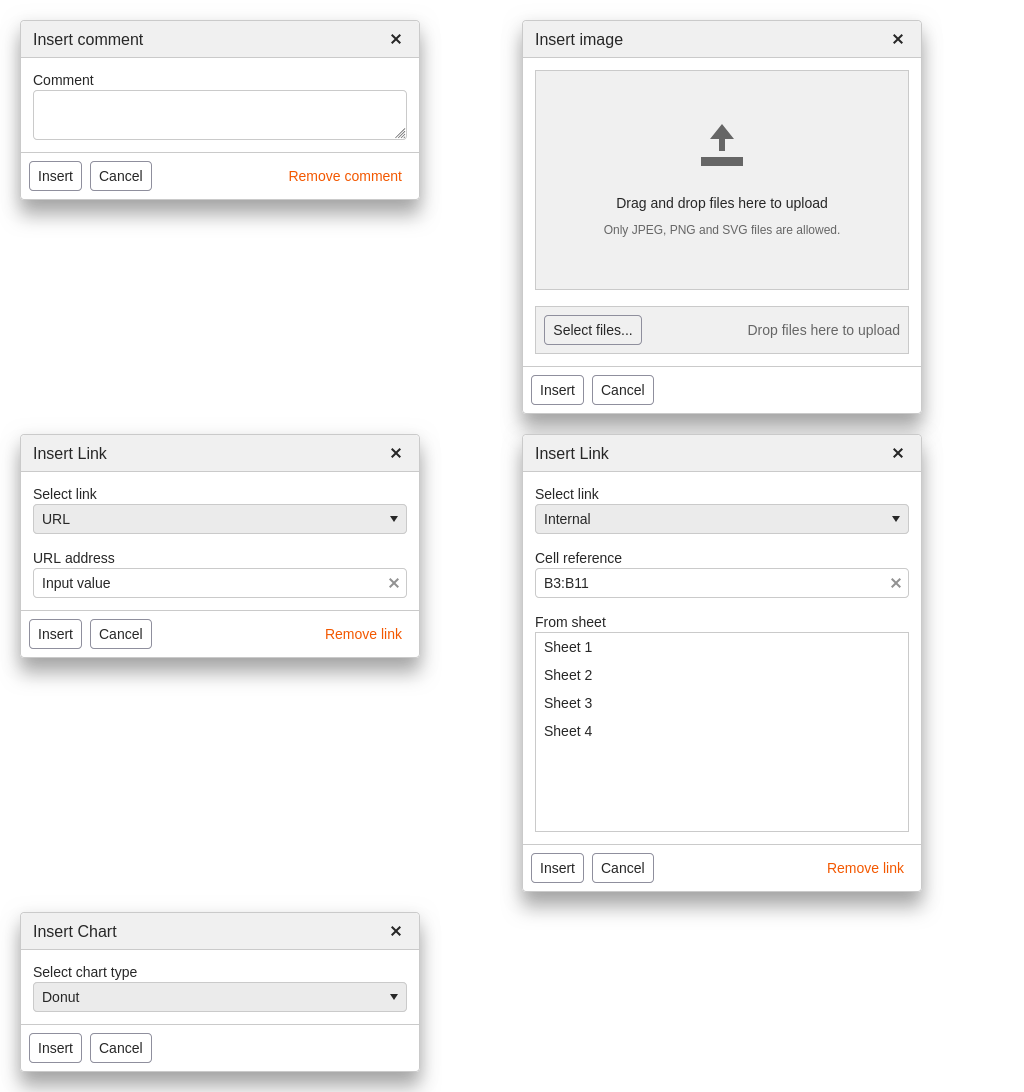 Insert comment
Comment
Insert Cancel Remove comment
Insert image
Drag and drop files here to upload
Only JPEG, PNG and SVG files are allowed.
Select files... Drop files here to upload
Insert Cancel
Insert Link
Select link
URL
URL address
Input value
Insert Cancel Remove link
Insert Link
Select link
Internal
Cell reference
B3:B11
From sheet
Sheet 1
Sheet 2
Sheet 3
Sheet 4
Insert Cancel Remove link
Insert Chart
Select chart type
Donut
Insert Cancel